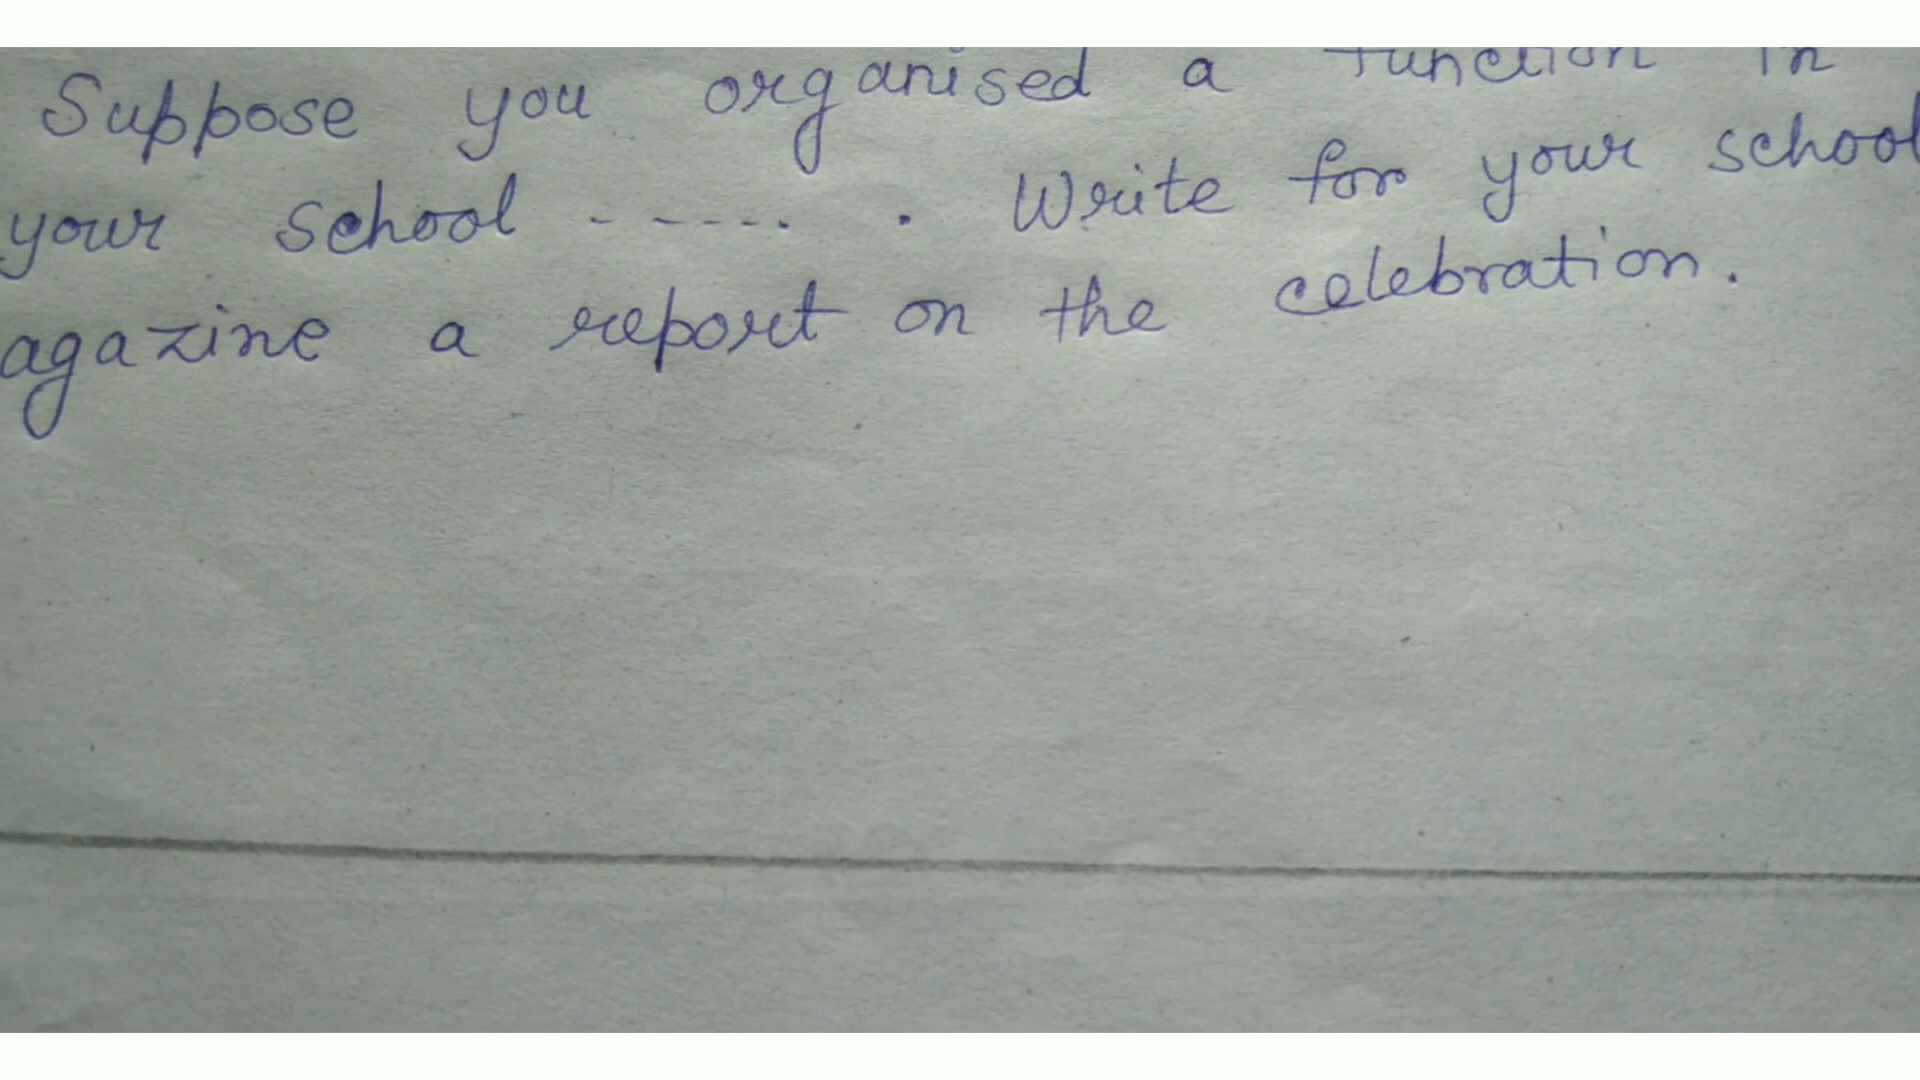 Suppose you organised a function in
your school - - - - - - . Write for your school
agazine a report on the celebration.